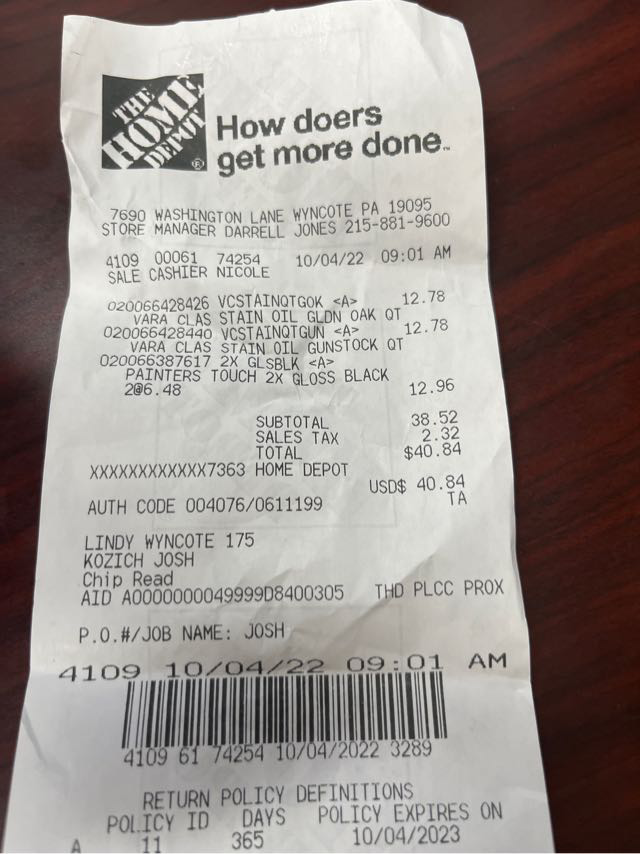 THE
HOME
DEPOT®
How doers
get more done.™
7690 WASHINGTON LANE WYNCOTE PA 19095
STORE MANAGER DARRELL JONES 215-881-9600
4109 00061 74254 10/04/22 09:01 AM
SALE CASHIER NICOLE
020066428426 VCSTAINQTGOK <A> 12.78
VARA CLAS STAIN OIL GLDN OAK QT
020066428440 VCSTAINQTGUN <A> 12.78
VARA CLAS STAIN OIL GUNSTOCK QT
020066387617 2X GLSBLK <A>
PAINTERS TOUCH 2X GLOSS BLACK
2@6.48 12.96
SUBTOTAL 38.52
SALES TAX 2.32
TOTAL $40.84
XXXXXXXXXXXX7363 HOME DEPOT
USD$ 40.84
AUTH CODE 004076/0611199 TA
LINDY WYNCOTE 175
KOZICH JOSH
Chip Read
AID A0000000049999D8400305 THD PLCC PROX
P.O.#/JOB NAME: JOSH
4109 10/04/22 09:01 AM
4109 61 74254 10/04/2022 3289
RETURN POLICY DEFINITIONS
POLICY ID DAYS POLICY EXPIRES ON
A 11 365 10/04/2023